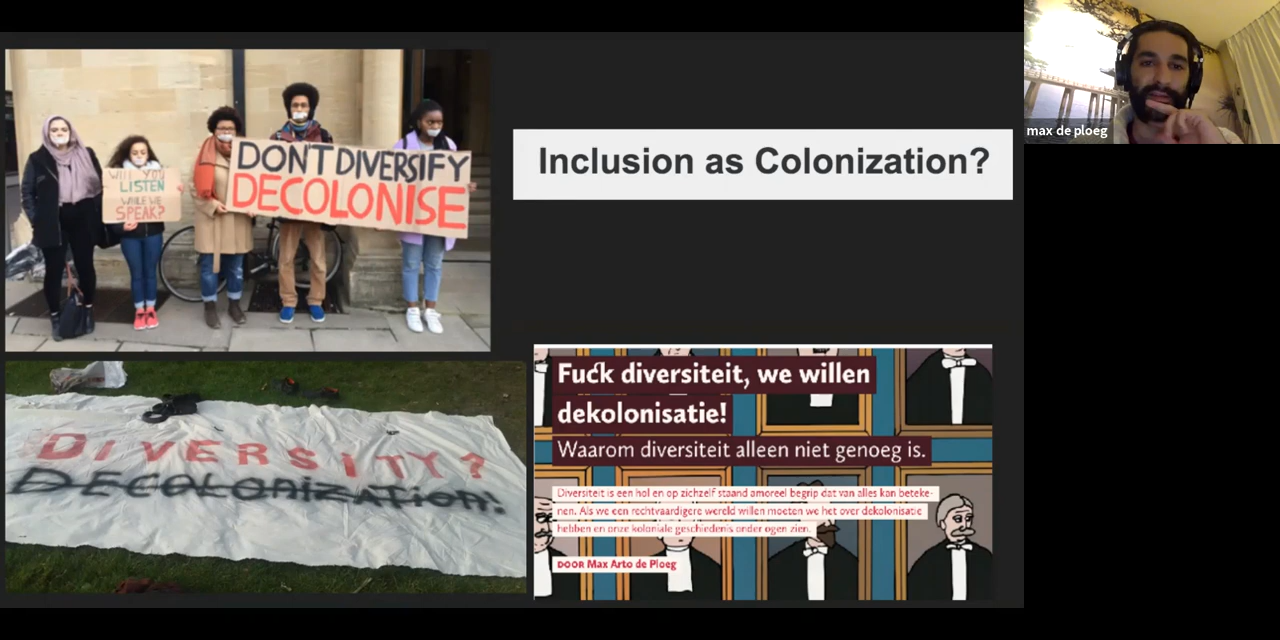 WILL YOU
LISTEN
WHILE WE
SPEAK?
DON'T DIVERSIFY
DECOLONISE
Inclusion as Colonization?
max de ploeg
DIVERSITY?
DECOLONIZATION!
Fuck diversiteit, we willen
dekolonisatie!
Waarom diversiteit alleen niet genoeg is.
Diversiteit is een hol en op zichzelf staand amoreel begrip dat van alles kan beteke-
nen. Als we een rechtvaardigere wereld willen moeten we het over dekolonisatie
hebben en onze koloniale geschiedenis onder ogen zien.
DOOR Max Arto de Ploeg